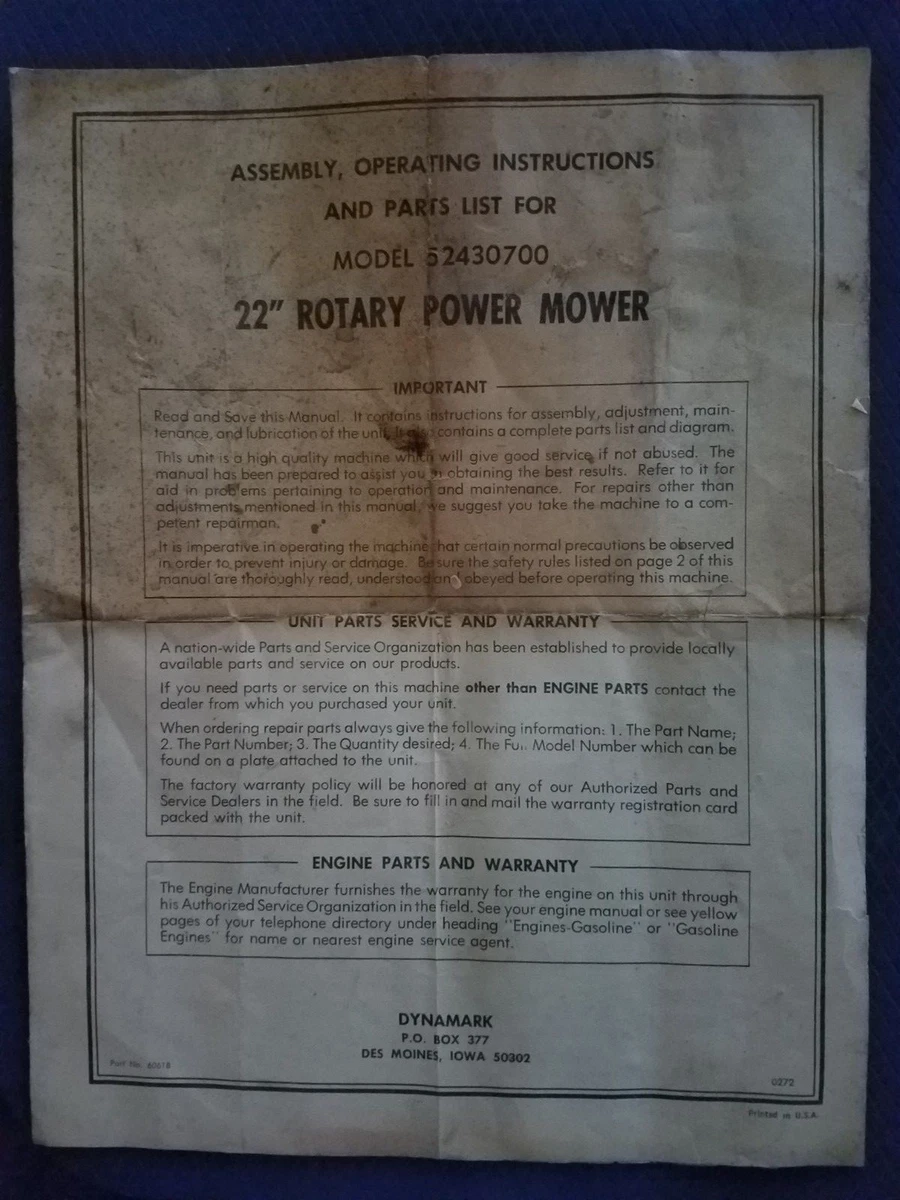 ASSEMBLY, OPERATING INSTRUCTIONS
AND PARTS LIST FOR
MODEL 52430700
22" ROTARY POWER MOWER
IMPORTANT
Read and Save this Manual. It contains instructions for assembly, adjustment, main-
tenance, and lubrication of the unit. It also contains a complete parts list and diagram.
This unit is a high quality machine which will give good service if not abused. The
manual has been prepared to assist you in obtaining the best results. Refer to it for
aid in problems pertaining to operation and maintenance. For repairs other than
adjustments mentioned in this manual, we suggest you take the machine to a com-
petent repairman.
It is imperative in operating the machine that certain normal precautions be observed
in order to prevent injury or damage. Be sure the safety rules listed on page 2 of this
manual are thoroughly read, understood and obeyed before operating this machine.
UNIT PARTS SERVICE AND WARRANTY
A nation-wide Parts and Service Organization has been established to provide locally
available parts and service on our products.
If you need parts or service on this machine other than ENGINE PARTS contact the
dealer from which you purchased your unit.
When ordering repair parts always give the following information: 1. The Part Name;
2. The Part Number; 3. The Quantity desired; 4. The Full Model Number which can be
found on a plate attached to the unit.
The factory warranty policy will be honored at any of our Authorized Parts and
Service Dealers in the field. Be sure to fill in and mail the warranty registration card
packed with the unit.
ENGINE PARTS AND WARRANTY
The Engine Manufacturer furnishes the warranty for the engine on this unit through
his Authorized Service Organization in the field. See your engine manual or see yellow
pages of your telephone directory under heading "Engines-Gasoline" or "Gasoline
Engines" for name or nearest engine service agent.
DYNAMARK
P.O. BOX 377
DES MOINES, IOWA 50302
Part No.
0272
Printed in U.S.A.